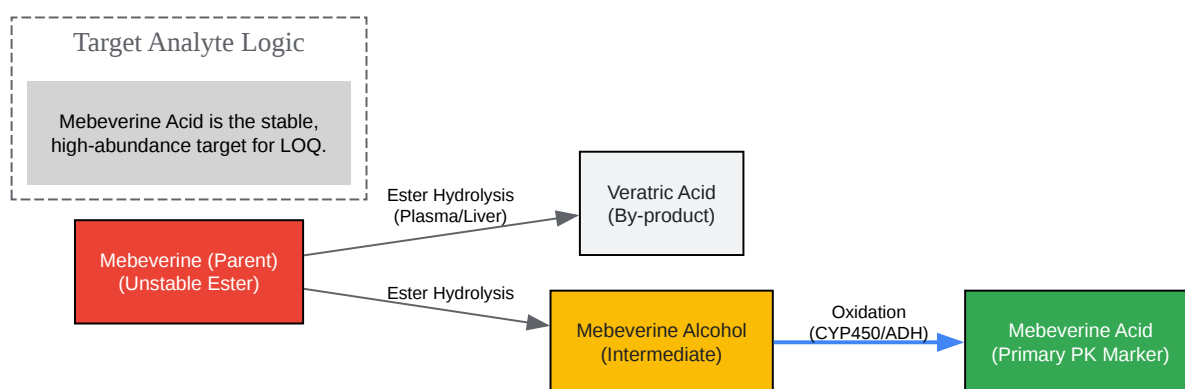 Target Analyte Logic
Mebeverine Acid is the stable,
high-abundance target for LOQ.
Mebeverine (Parent)
(Unstable Ester)
Ester Hydrolysis
(Plasma/Liver)
Veratric Acid
(By-product)
Ester Hydrolysis
Mebeverine Alcohol
(Intermediate)
Oxidation
(CYP450/ADH)
Mebeverine Acid
(Primary PK Marker)